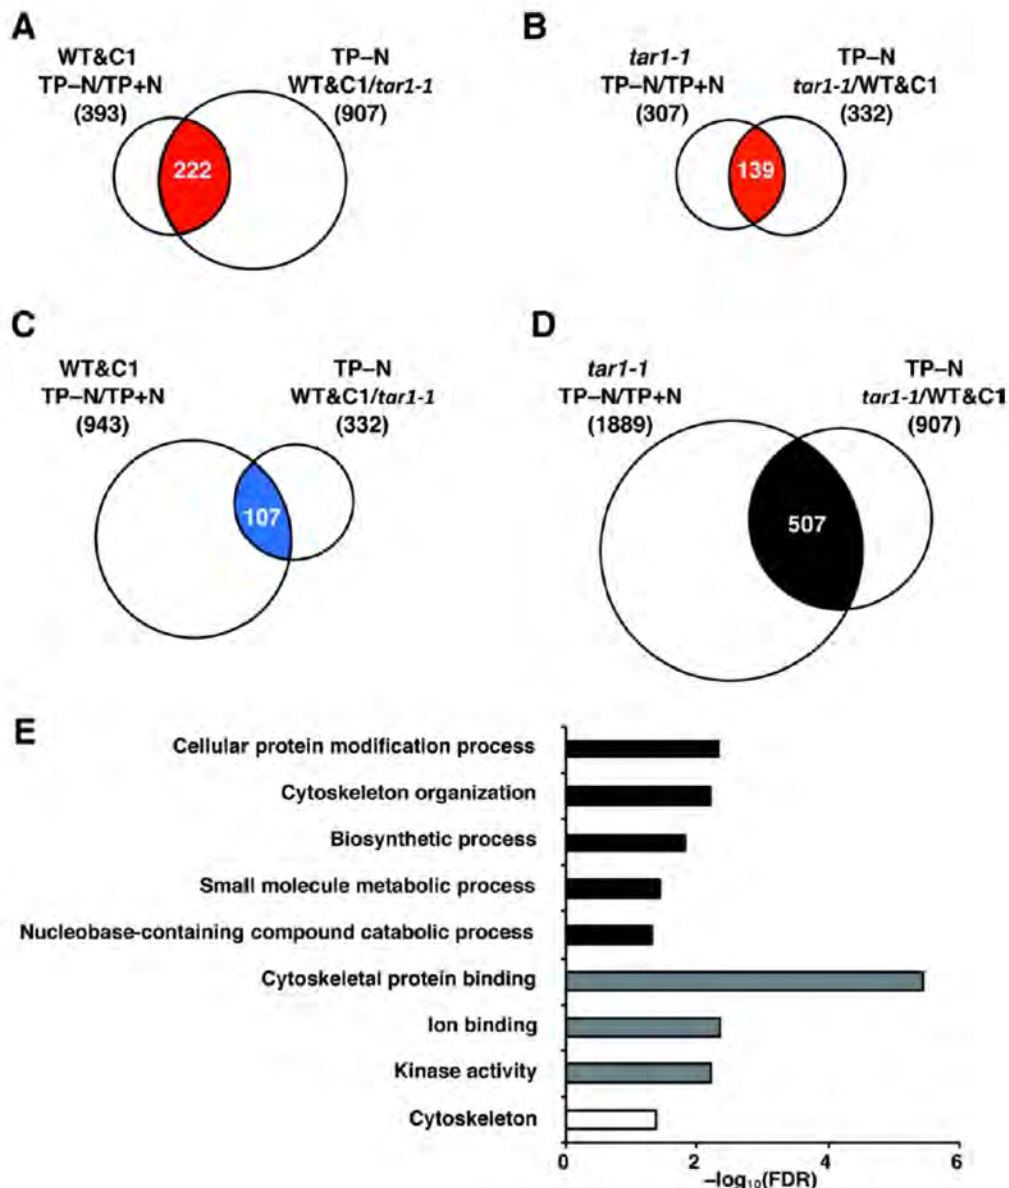 A
WT&C1
TP–N/TP+N
(393)
TP–N
WT&C1/tar1-1
(907)
222
B
tar1-1
TP–N/TP+N
(307)
TP–N
tar1-1/WT&C1
(332)
139
C
WT&C1
TP–N/TP+N
(943)
TP–N
WT&C1/tar1-1
(332)
107
D
tar1-1
TP–N/TP+N
(1889)
TP–N
tar1-1/WT&C1
(907)
507
E
Cellular protein modification process
Cytoskeleton organization
Biosynthetic process
Small molecule metabolic process
Nucleobase-containing compound catabolic process
Cytoskeletal protein binding
Ion binding
Kinase activity
Cytoskeleton
0 2 4 6
–log₁₀(FDR)